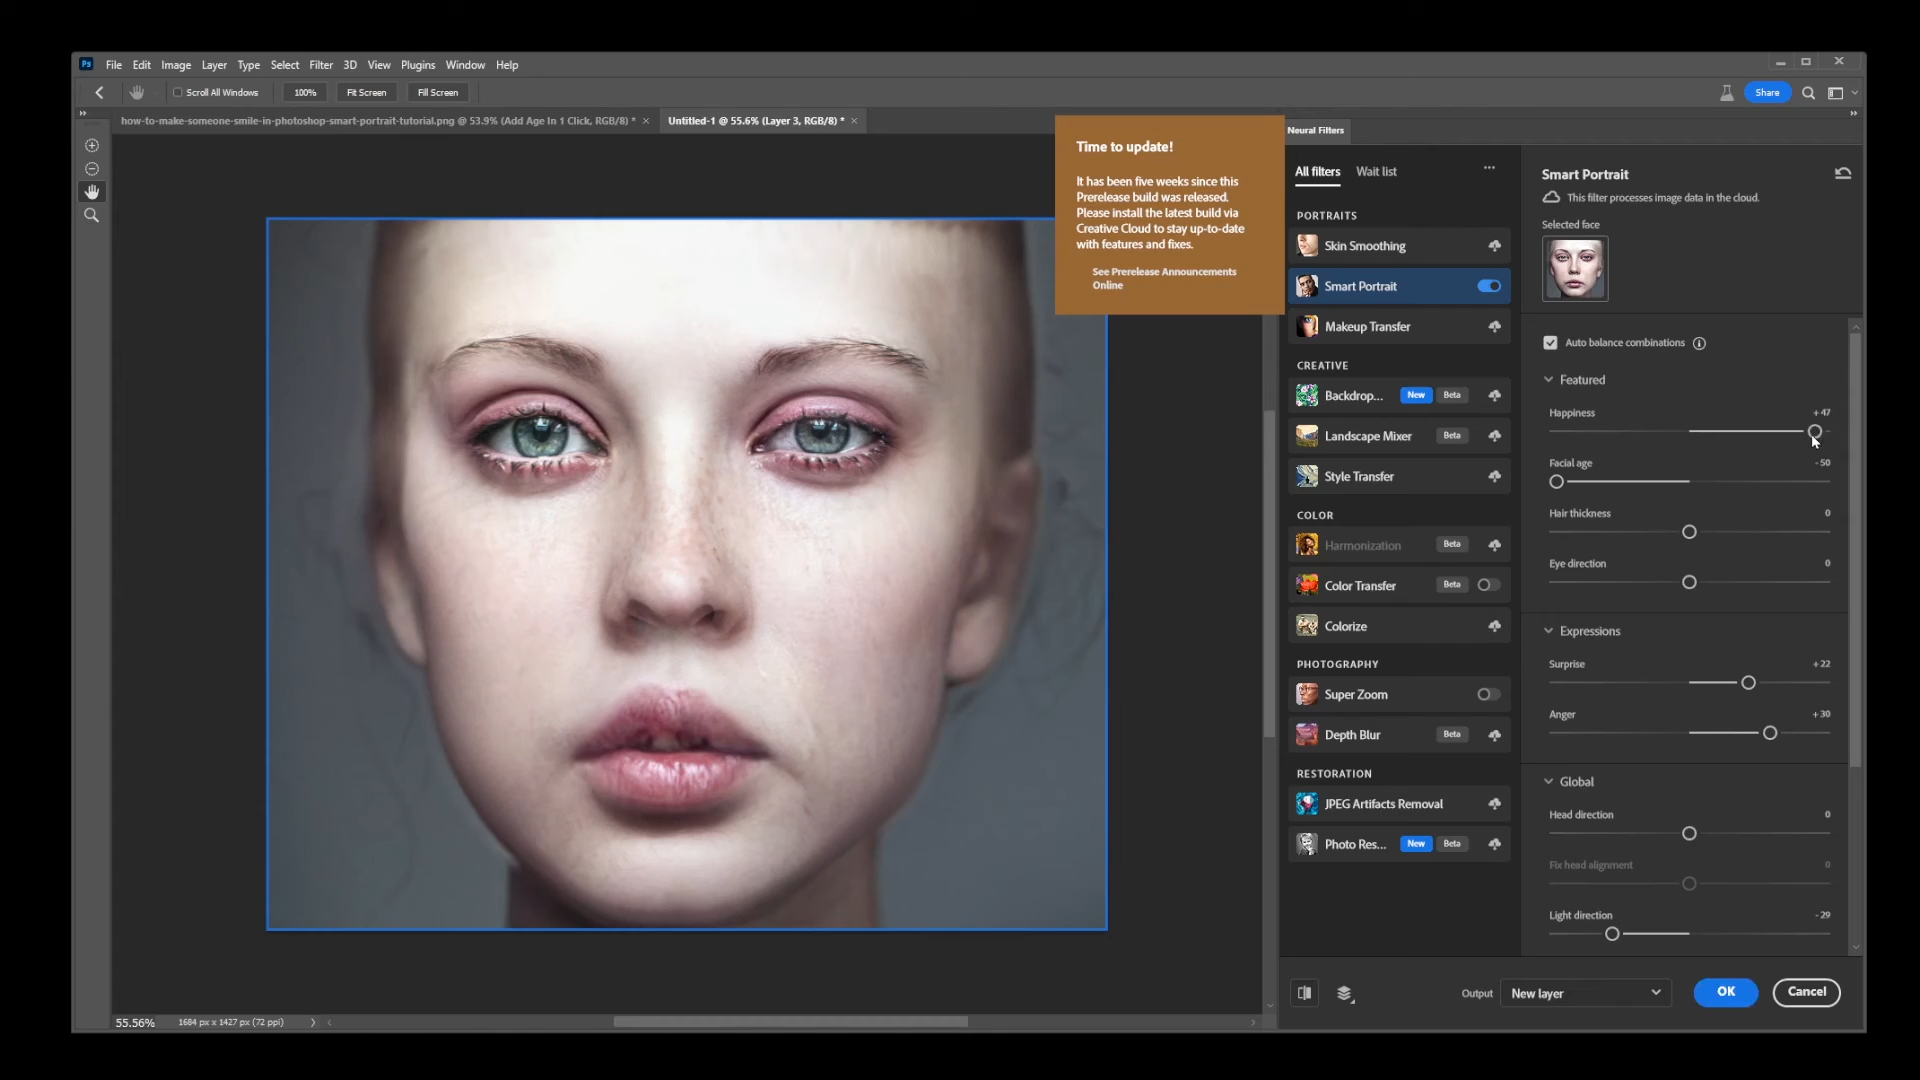 Ps File Edit Image Layer Type Select Filter 3D View Plugins Window Help
Scroll All Windows 100% Fit Screen Fill Screen Share
how-to-make-someone-smile-in-photoshop-smart-portrait-tutorial.png @ 53.9% (Add Age In 1 Click, RGB/8) * × Untitled-1 @ 55.6% (Layer 3, RGB/8) * ×
Time to update!
It has been five weeks since this
Prerelease build was released.
Please install the latest build via
Creative Cloud to stay up-to-date
with features and fixes.
See Prerelease Announcements
Online
Neural Filters
All filters Wait list
PORTRAITS
Skin Smoothing
Smart Portrait
Makeup Transfer
CREATIVE
Backdrop... New Beta
Landscape Mixer Beta
Style Transfer
COLOR
Harmonization Beta
Color Transfer Beta
Colorize
PHOTOGRAPHY
Super Zoom
Depth Blur Beta
RESTORATION
JPEG Artifacts Removal
Photo Res... New Beta
Smart Portrait
This filter processes image data in the cloud.
Selected face
Auto balance combinations
Featured
Happiness +47
Facial age -50
Hair thickness 0
Eye direction 0
Expressions
Surprise +22
Anger +30
Global
Head direction 0
Fix head alignment 0
Light direction -29
Output New layer OK Cancel
55.56% 1684 px x 1427 px (72 ppi)